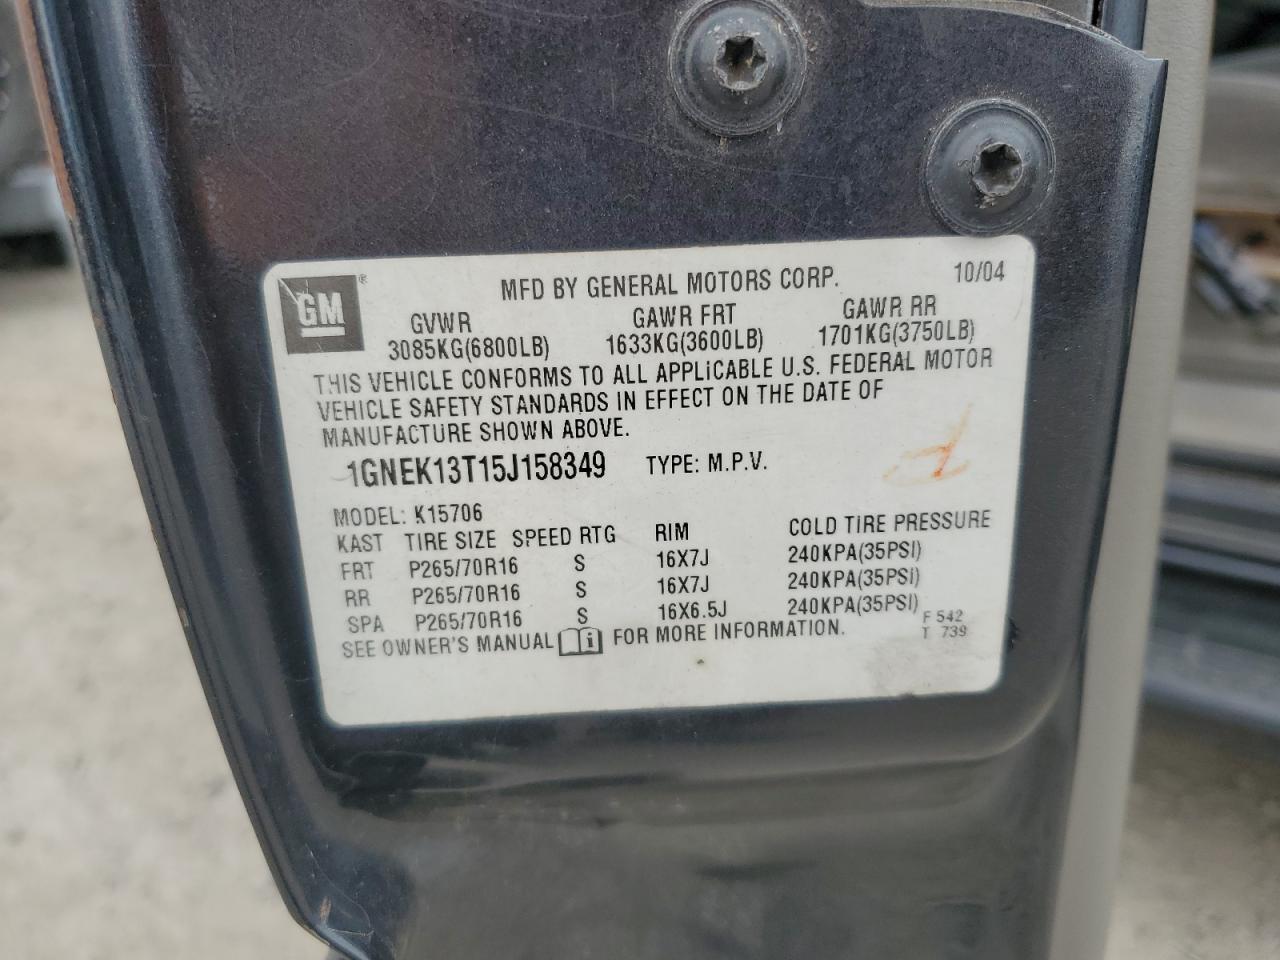 GM ® MFD BY GENERAL MOTORS CORP. 10/04
GVWR GAWR FRT GAWR RR
3085KG(6800LB) 1633KG(3600LB) 1701KG(3750LB)
THIS VEHICLE CONFORMS TO ALL APPLiCABLE U.S. FEDERAL MOTOR
VEHICLE SAFETY STANDARDS IN EFFECT ON THE DATE OF
MANUFACTURE SHOWN ABOVE.
1GNEK13T15J158349 TYPE: M.P.V.
MODEL: K15706
KAST TIRE SIZE SPEED RTG RIM COLD TIRE PRESSURE
FRT P265/70R16 S 16X7J 240KPA(35PSI)
RR P265/70R16 S 16X7J 240KPA(35PSI)
SPA P265/70R16 S 16X6.5J 240KPA(35PSI)
SEE OWNER'S MANUAL i FOR MORE INFORMATION.
F 542
T 739